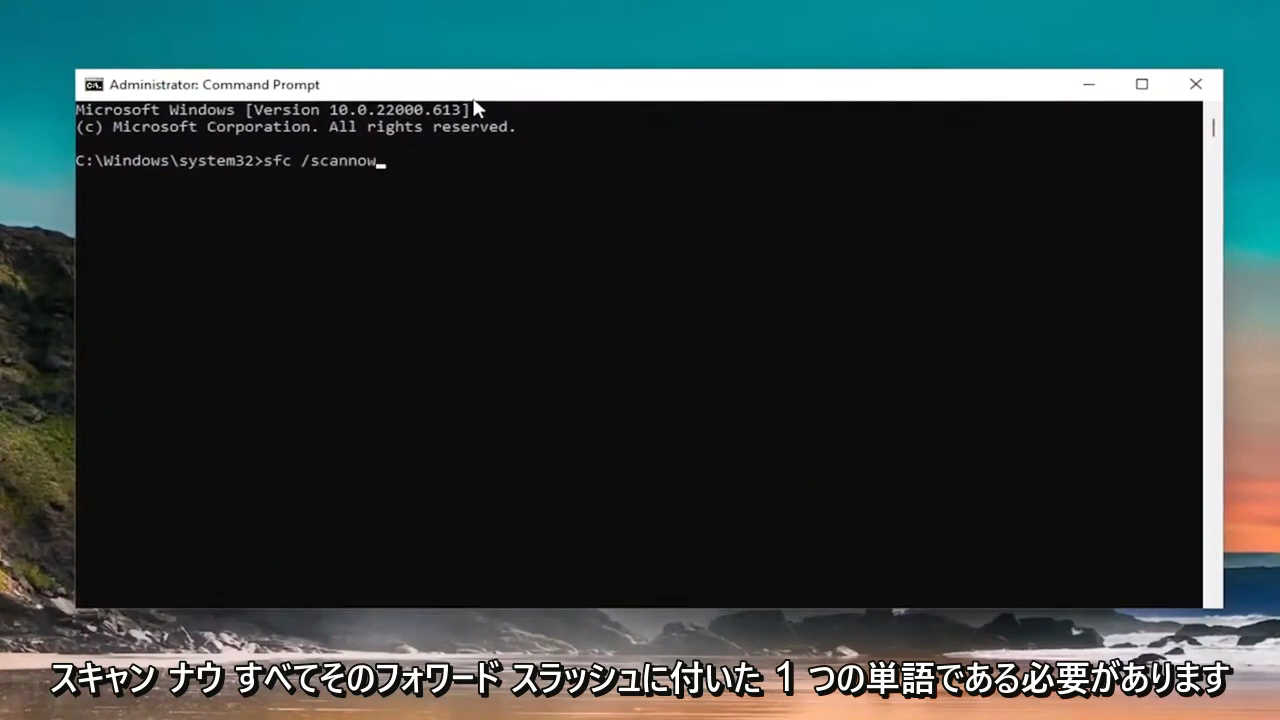 Administrator: Command Prompt
Microsoft Windows [Version 10.0.22000.613]
(c) Microsoft Corporation. All rights reserved.
C:\Windows\system32>sfc /scannow
スキャン ナウ すべてそのフォワード スラッシュに付いた 1 つの単語である必要があります